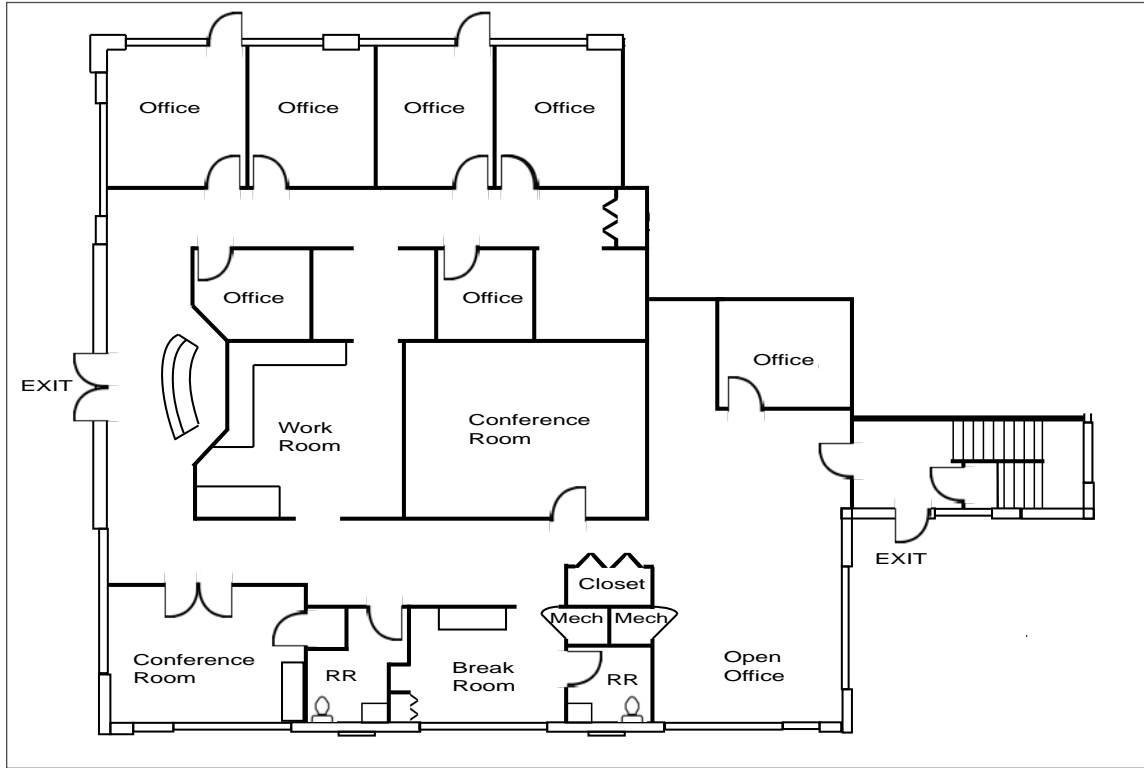 Office
Office
Office
Office
Office
Office
Office
EXIT
Work
Room
Conference
Room
EXIT
Closet
Mech
Mech
Conference
Room
RR
Break
Room
RR
Open
Office